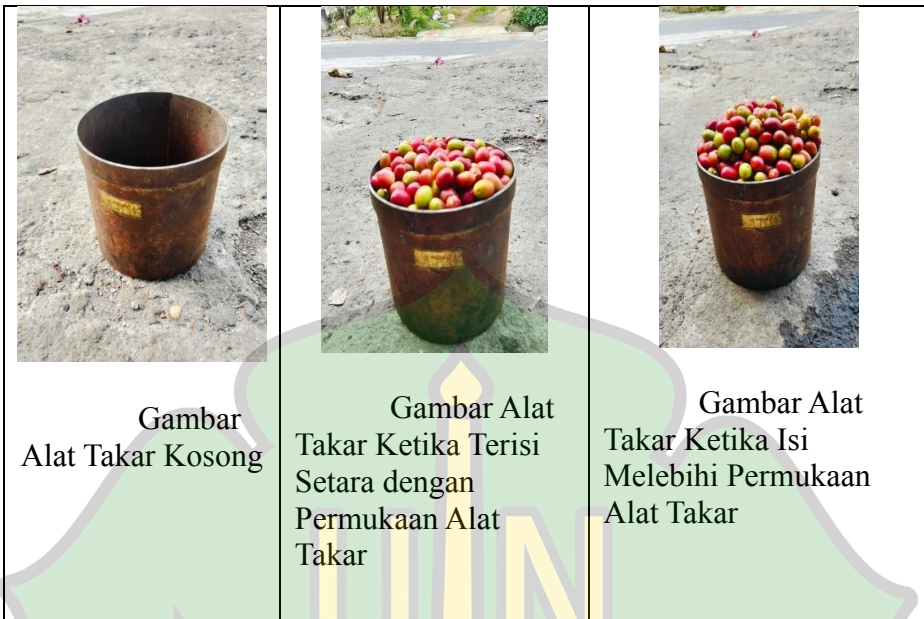 Gambar
Alat Takar Kosong
Gambar Alat
Takar Ketika Terisi
Setara dengan
Permukaan Alat
Takar
Gambar Alat
Takar Ketika Isi
Melebihi Permukaan
Alat Takar
UIN